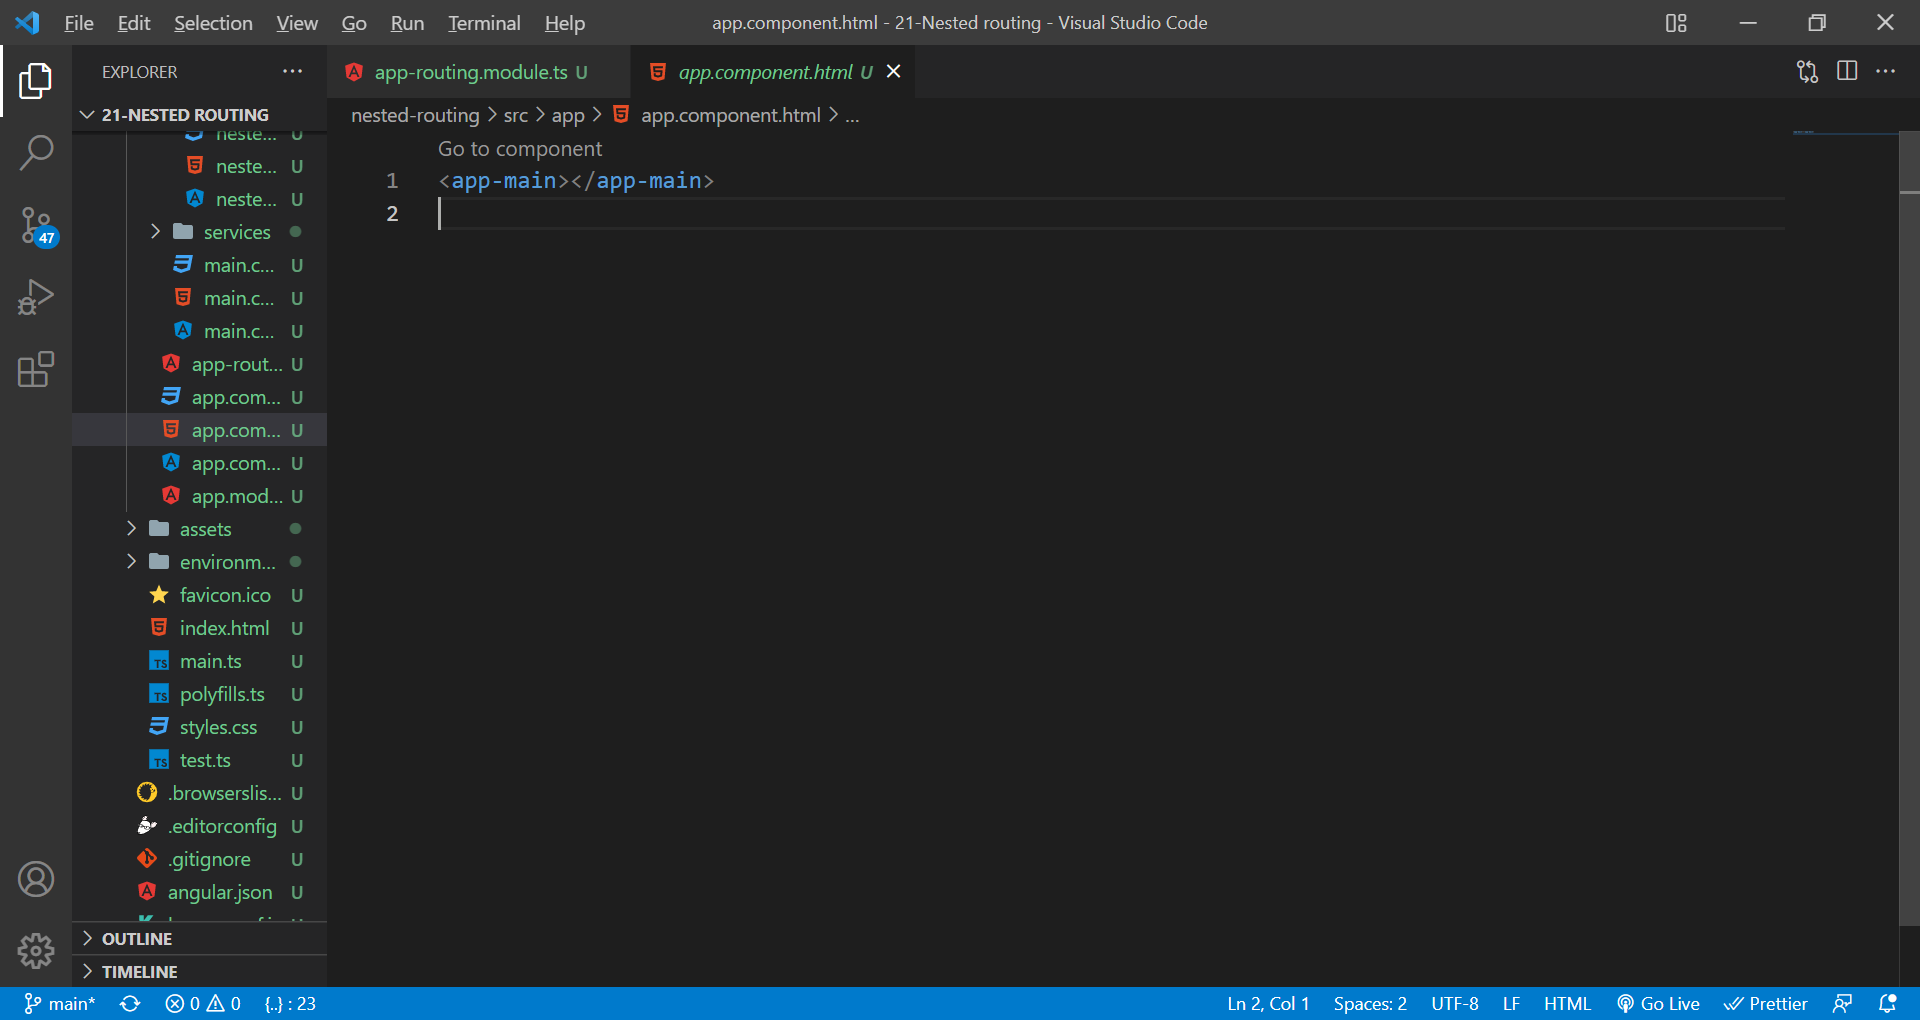 File Edit Selection View Go Run Terminal Help
app.component.html - 21-Nested routing - Visual Studio Code
EXPLORER
21-NESTED ROUTING
neste... U
neste... U
neste... U
services
main.c... U
main.c... U
main.c... U
app-rout... U
app.com... U
app.com... U
app.com... U
app.mod... U
assets
environm...
favicon.ico U
index.html U
main.ts U
polyfills.ts U
styles.css U
test.ts U
.browserslis... U
.editorconfig U
.gitignore U
angular.json U
OUTLINE
TIMELINE
47
app-routing.module.ts U
app.component.html U
nested-routing > src > app > app.component.html > ...
Go to component
1 <app-main></app-main>
2
main* 0 0 {..} : 23
Ln 2, Col 1 Spaces: 2 UTF-8 LF HTML Go Live Prettier